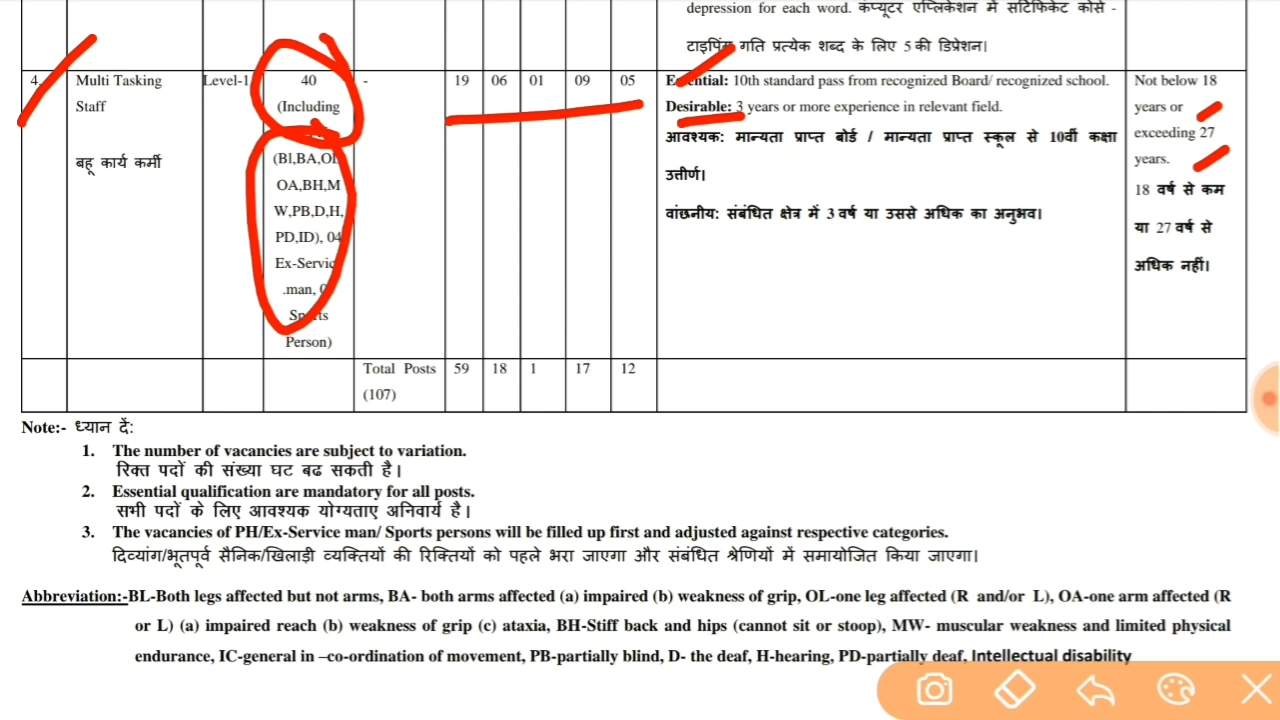 depression for each word. कंप्यूटर एप्लिकेशन में सर्टिफिकेट कोर्स -
टाइपिंग गति प्रत्येक शब्द के लिए 5 की डिप्रेशन।
4 Multi Tasking Level-1 40 - 19 06 01 09 05 Essential: 10th standard pass from recognized Board/ recognized school. Not below 18
Staff (Including Desirable: 3 years or more experience in relevant field. years or
आवश्यक: मान्यता प्राप्त बोर्ड / मान्यता प्राप्त स्कूल से 10वीं कक्षा exceeding 27
बहू कार्य कर्मी (Bl,BA,OL, उत्तीर्ण। years.
OA,BH,M 18 वर्ष से कम
W,PB,D,H, वांछनीय: संबंधित क्षेत्र में 3 वर्ष या उससे अधिक का अनुभव। या 27 वर्ष से
PD,ID), 04
Ex-Servic अधिक नहीं।
.man,
Sports
Person)
Total Posts 59 18 1 17 12
(107)
Note:- ध्यान दें:
1. The number of vacancies are subject to variation.
रिक्त पदों की संख्या घट बढ सकती है।
2. Essential qualification are mandatory for all posts.
सभी पदों के लिए आवश्यक योग्यताए अनिवार्य है।
3. The vacancies of PH/Ex-Service man/ Sports persons will be filled up first and adjusted against respective categories.
दिव्यांग/भूतपूर्व सैनिक/खिलाड़ी व्यक्तियों की रिक्तियों को पहले भरा जाएगा और संबंधित श्रेणियों में समायोजित किया जाएगा।
Abbreviation:-BL-Both legs affected but not arms, BA- both arms affected (a) impaired (b) weakness of grip, OL-one leg affected (R and/or L), OA-one arm affected (R
or L) (a) impaired reach (b) weakness of grip (c) ataxia, BH-Stiff back and hips (cannot sit or stoop), MW- muscular weakness and limited physical
endurance, IC-general in –co-ordination of movement, PB-partially blind, D- the deaf, H-hearing, PD-partially deaf, Intellectual disability